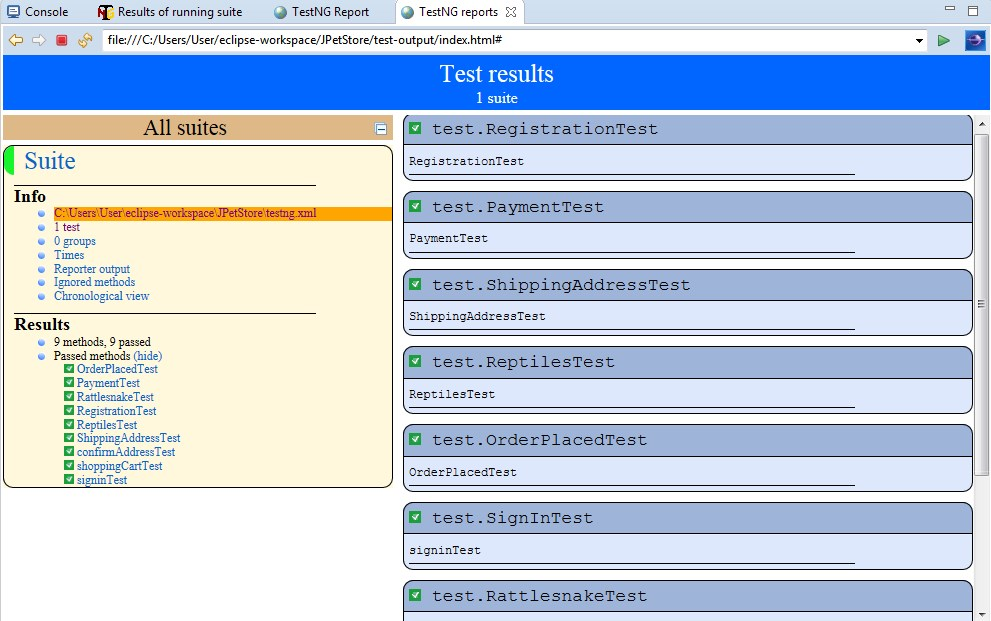 Console
Results of running suite
TestNG Report
TestNG reports
file:///C:/Users/User/eclipse-workspace/JPetStore/test-output/index.html#
Test results
1 suite
All suites
Suite
Info
C:\Users\User\eclipse-workspace\JPetStore\testng.xml
1 test
0 groups
Times
Reporter output
Ignored methods
Chronological view
Results
9 methods, 9 passed
Passed methods (hide)
OrderPlacedTest
PaymentTest
RattlesnakeTest
RegistrationTest
ReptilesTest
ShippingAddressTest
confirmAddressTest
shoppingCartTest
signinTest
test.RegistrationTest
RegistrationTest
test.PaymentTest
PaymentTest
test.ShippingAddressTest
ShippingAddressTest
test.ReptilesTest
ReptilesTest
test.OrderPlacedTest
OrderPlacedTest
test.SignInTest
signinTest
test.RattlesnakeTest